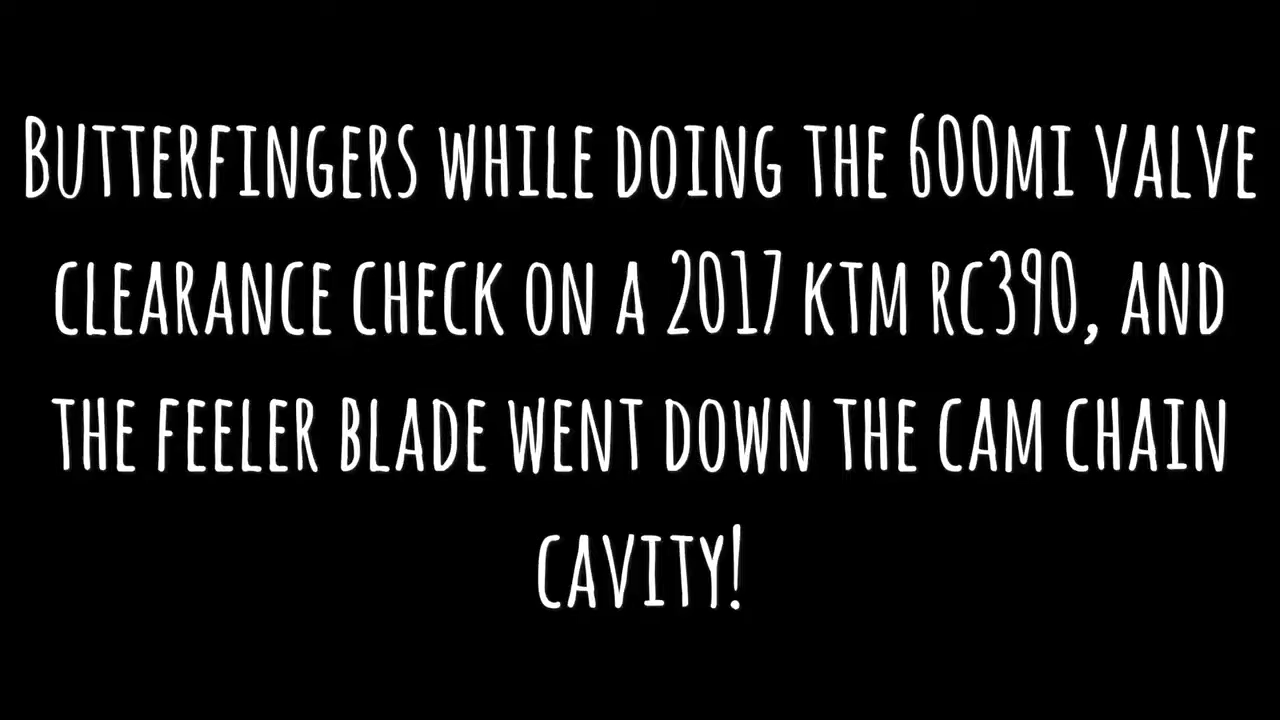 Butterfingers while doing the 600mi valve
clearance check on a 2017 ktm rc390, and
the feeler blade went down the cam chain
cavity!